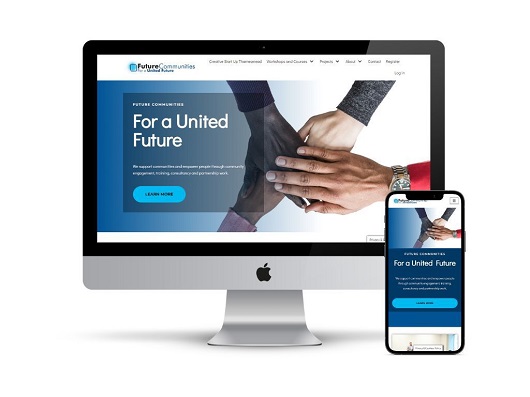 FutureCommunities
For a United Future
Creative Start Up Thamesmead Workshops and Courses Projects About Contact Register
Log in
FUTURE COMMUNITIES
For a United
Future
We support communities and empower people through community
engagement, training, consultancy and partnership work.
LEARN MORE
FUTURE COMMUNITIES
For a United Future
We support communities and empower people
through community engagement, training,
consultancy and partnership work.
LEARN MORE